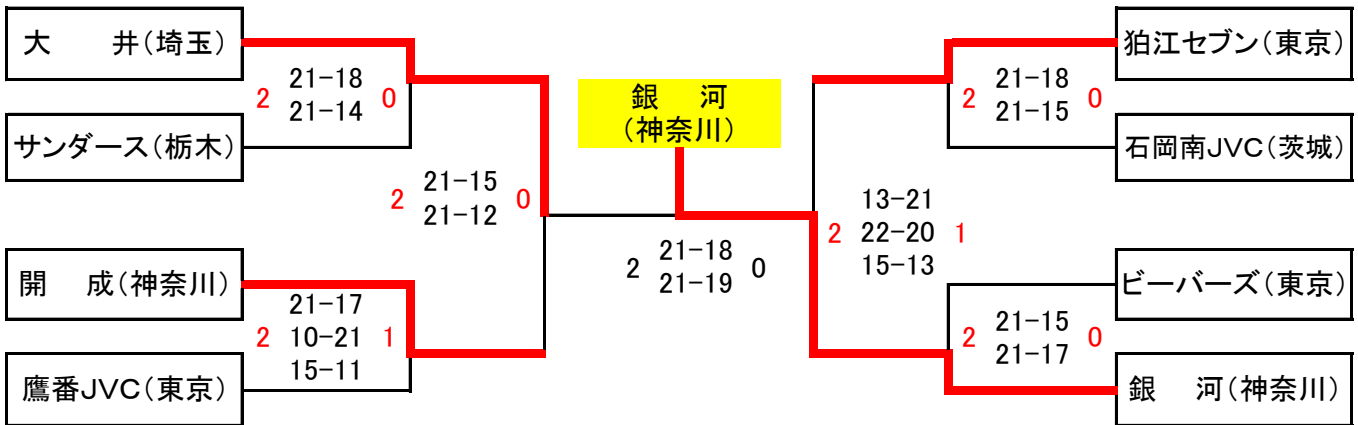 大　　井(埼玉)
2 21-18 0
21-14
サンダース(栃木)
2 21-15 0
21-12
開　　成(神奈川)
21-17
2 10-21 1
15-11
鷹番JVC(東京)
銀　河
(神奈川)
2 21-18 0
21-19
狛江セブン(東京)
2 21-18 0
21-15
石岡南JVC(茨城)
13-21
2 22-20 1
15-13
ビーバーズ(東京)
2 21-15 0
21-17
銀　　河(神奈川)